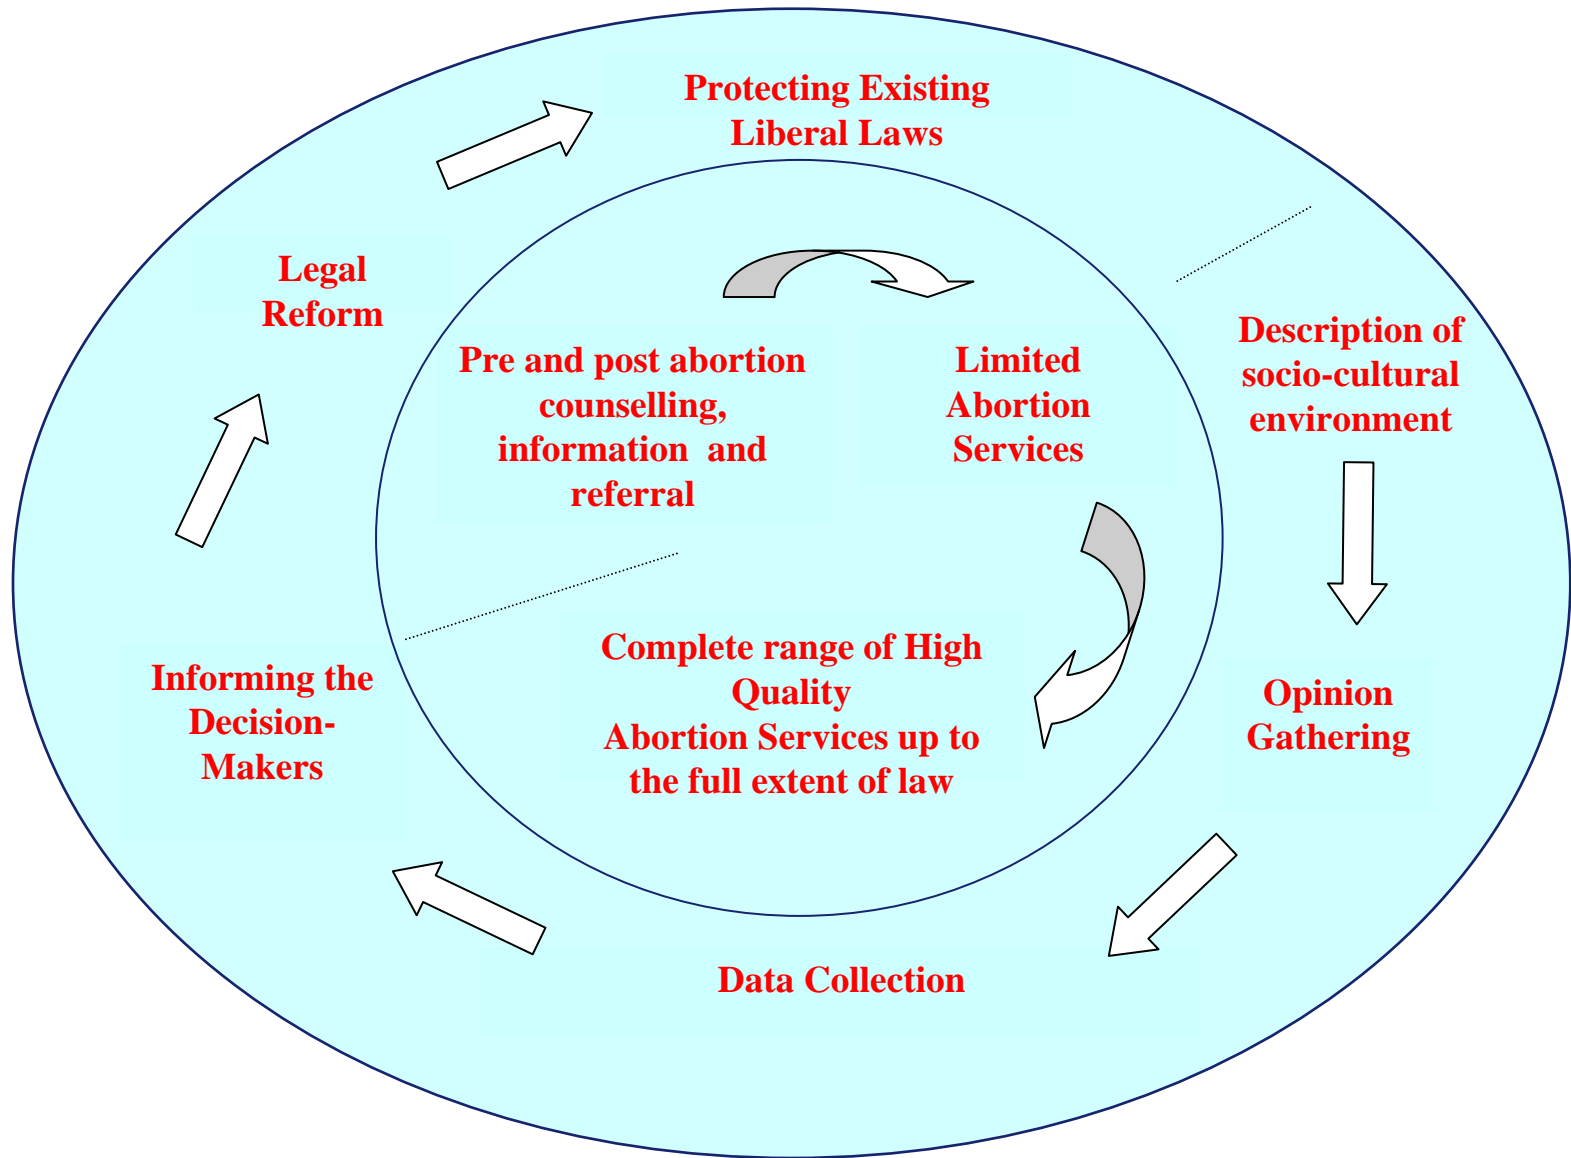 Protecting Existing
Liberal Laws
Legal
Reform
Pre and post abortion
counselling,
information  and
referral
Limited
Abortion
Services
Description of
socio-cultural
environment
Complete range of High
Quality
Abortion Services up to
the full extent of law
Informing the
Decision-
Makers
Opinion
Gathering
Data Collection